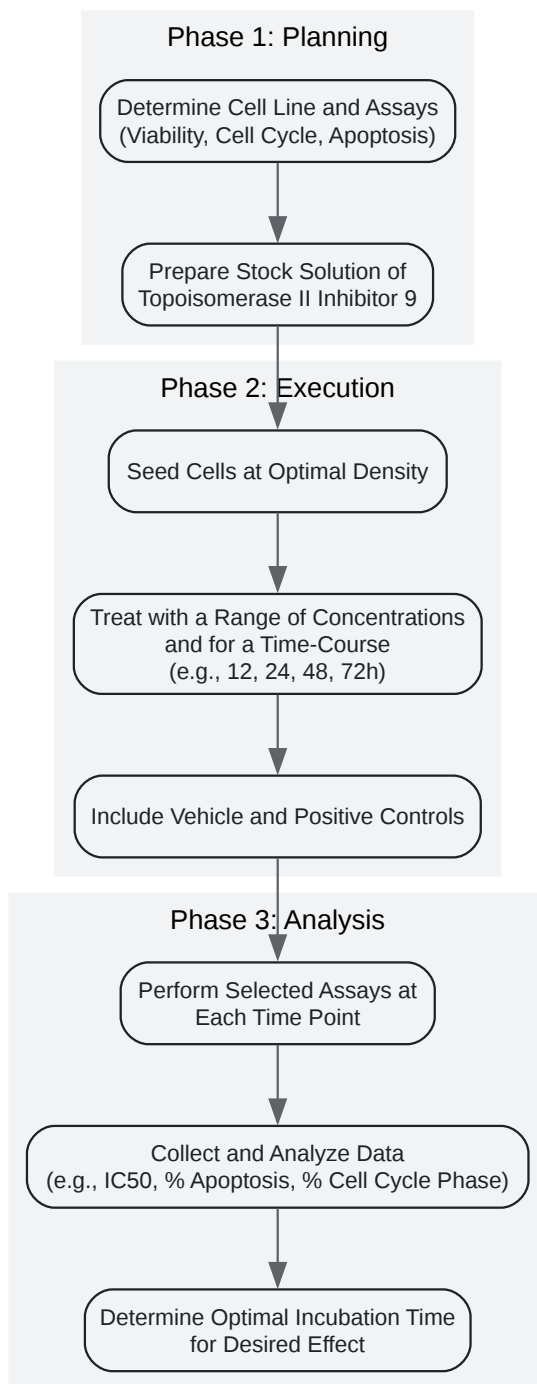 Phase 1: Planning
Determine Cell Line and Assays
(Viability, Cell Cycle, Apoptosis)
Prepare Stock Solution of
Topoisomerase II Inhibitor 9
Phase 2: Execution
Seed Cells at Optimal Density
Treat with a Range of Concentrations
and for a Time-Course
(e.g., 12, 24, 48, 72h)
Include Vehicle and Positive Controls
Phase 3: Analysis
Perform Selected Assays at
Each Time Point
Collect and Analyze Data
(e.g., IC50, % Apoptosis, % Cell Cycle Phase)
Determine Optimal Incubation Time
for Desired Effect